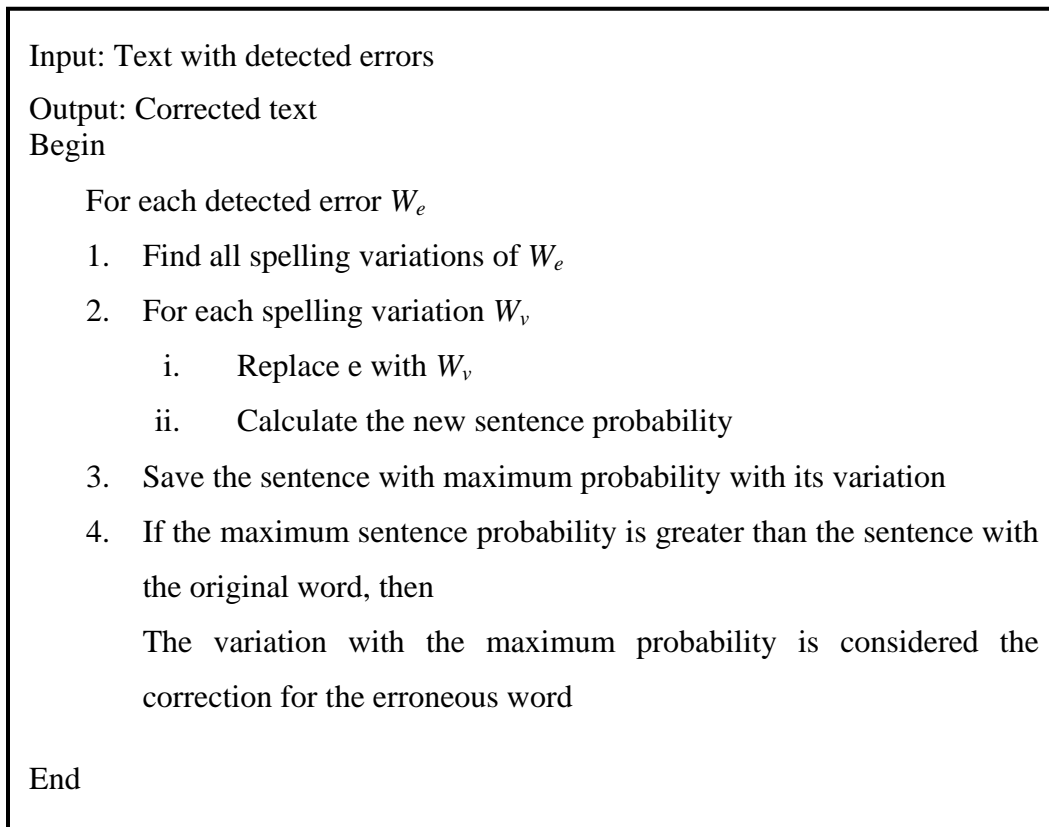 Input: Text with detected errors
Output: Corrected text
Begin
For each detected error Wₑ
1. Find all spelling variations of Wₑ
2. For each spelling variation Wᵥ
i. Replace e with Wᵥ
ii. Calculate the new sentence probability
3. Save the sentence with maximum probability with its variation
4. If the maximum sentence probability is greater than the sentence with
the original word, then
The variation with the maximum probability is considered the
correction for the erroneous word
End